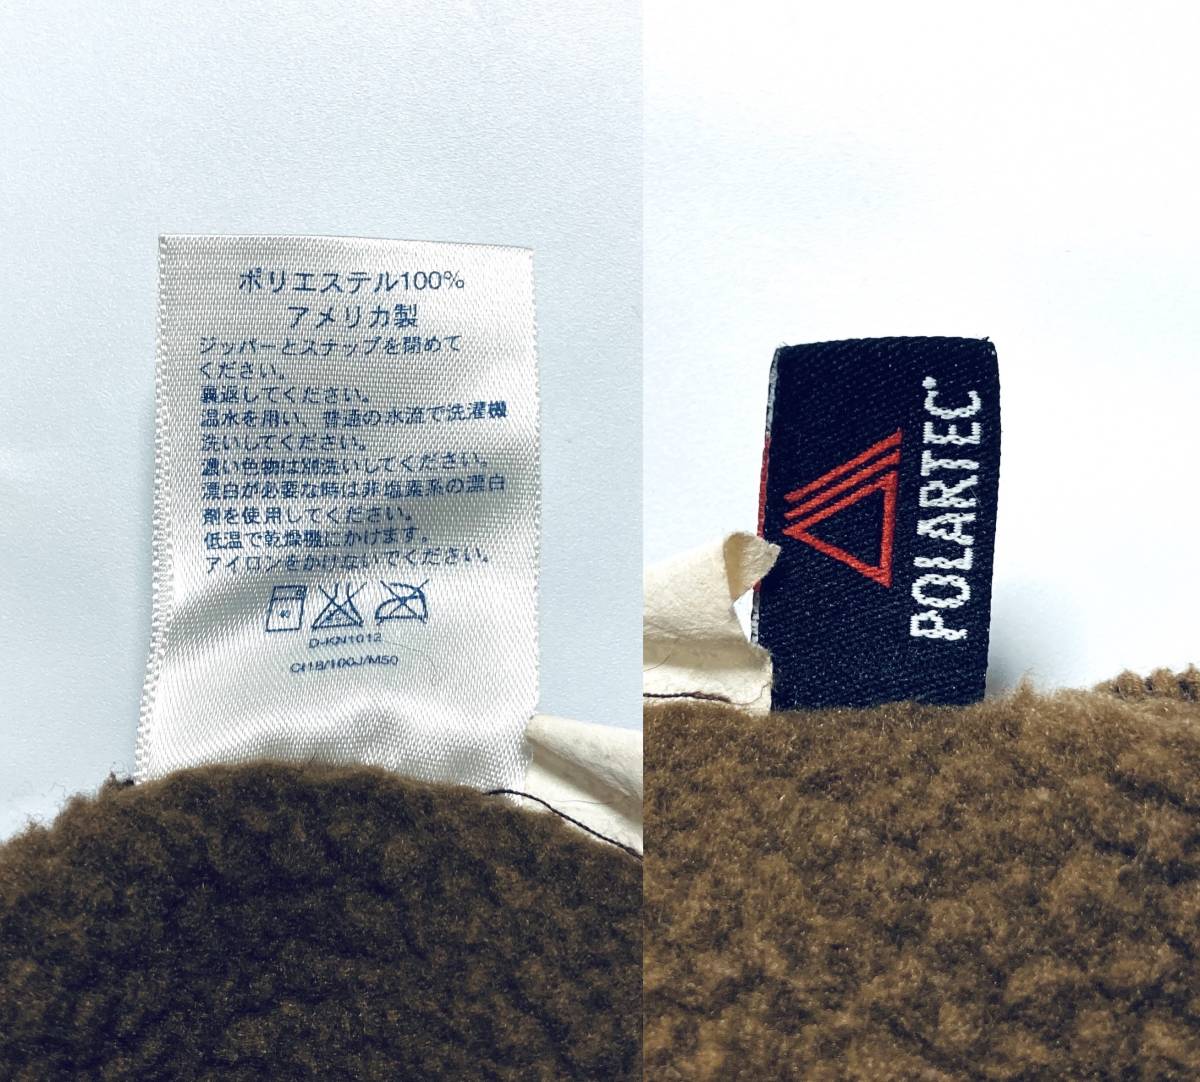 ポリエステル100%
アメリカ製
ジッパーとスナップを閉めて
ください。
裏返してください。
温水を用い、普通の水流で洗濯機
洗いしてください。
濃い色物は別洗いしてください。
漂白が必要な時は非塩素系の漂白
剤を使用してください。
低温で乾燥機にかけます。
アイロンをかけないでください。
D-KN1012
CI18/100J/M50
POLARTEC